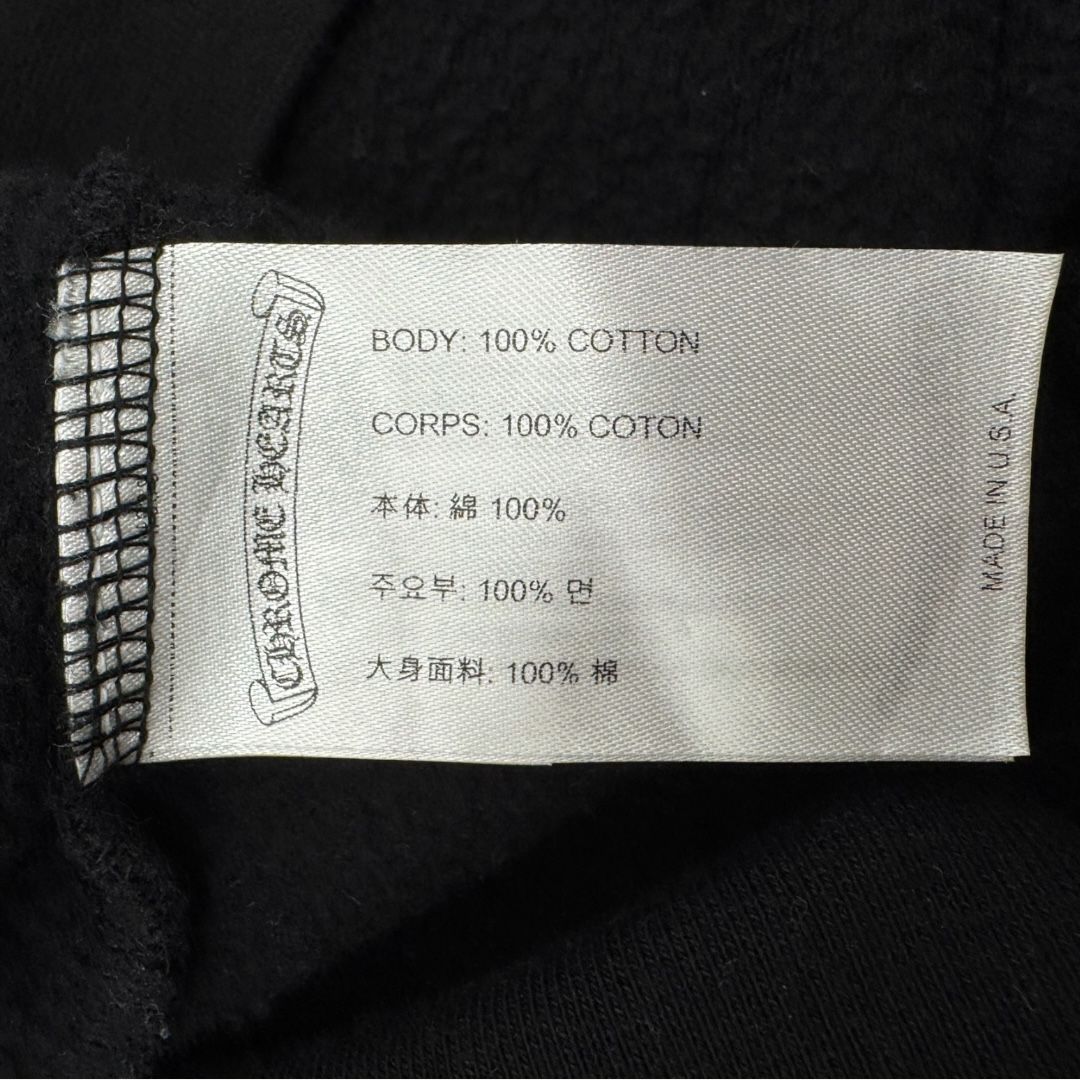 CHROME HEARTS
BODY: 100% COTTON
CORPS: 100% COTON
本体: 綿 100%
주요부: 100% 면
大身面料: 100% 棉
MADE IN U.S.A.